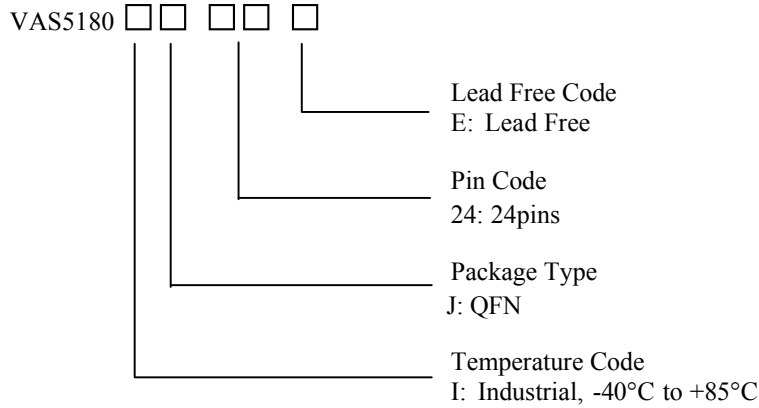 VAS5180
Lead Free Code
E: Lead Free
Pin Code
24: 24pins
Package Type
J: QFN
Temperature Code
I: Industrial, -40°C to +85°C